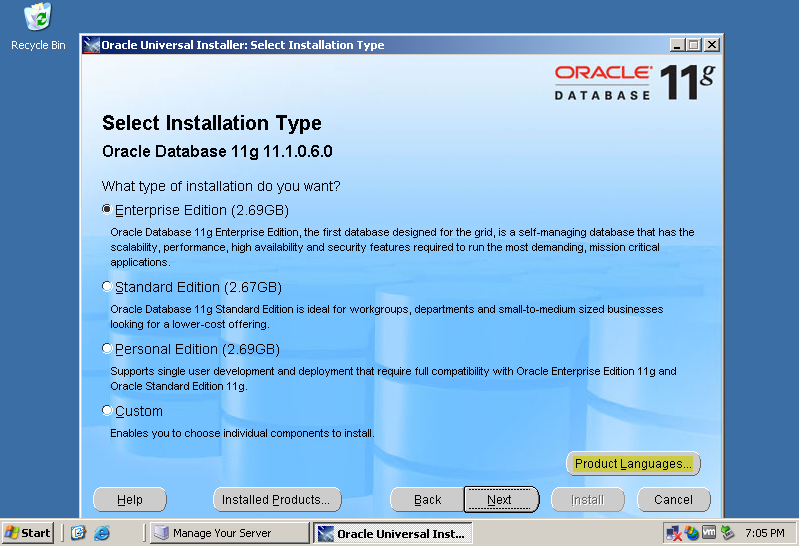 Recycle Bin
Oracle Universal Installer: Select Installation Type
ORACLE
DATABASE
11g
Select Installation Type
Oracle Database 11g 11.1.0.6.0
What type of installation do you want?
Enterprise Edition (2.69GB)
Oracle Database 11g Enterprise Edition, the first database designed for the grid, is a self-managing database that has the
scalability, performance, high availability and security features required to run the most demanding, mission critical
applications.
Standard Edition (2.67GB)
Oracle Database 11g Standard Edition is ideal for workgroups, departments and small-to-medium sized businesses
looking for a lower-cost offering.
Personal Edition (2.69GB)
Supports single user development and deployment that require full compatibility with Oracle Enterprise Edition 11g and
Oracle Standard Edition 11g.
Custom
Enables you to choose individual components to install.
Product Languages...
Help Installed Products... Back Next Install Cancel
Start Manage Your Server Oracle Universal Inst... 7:05 PM